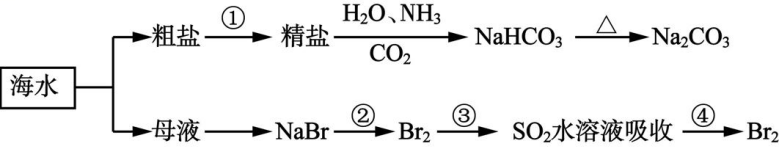 海水
粗盐 ① 精盐 H₂O、NH₃ CO₂ NaHCO₃ △ Na₂CO₃
母液 NaBr ② Br₂ ③ SO₂水溶液吸收 ④ Br₂